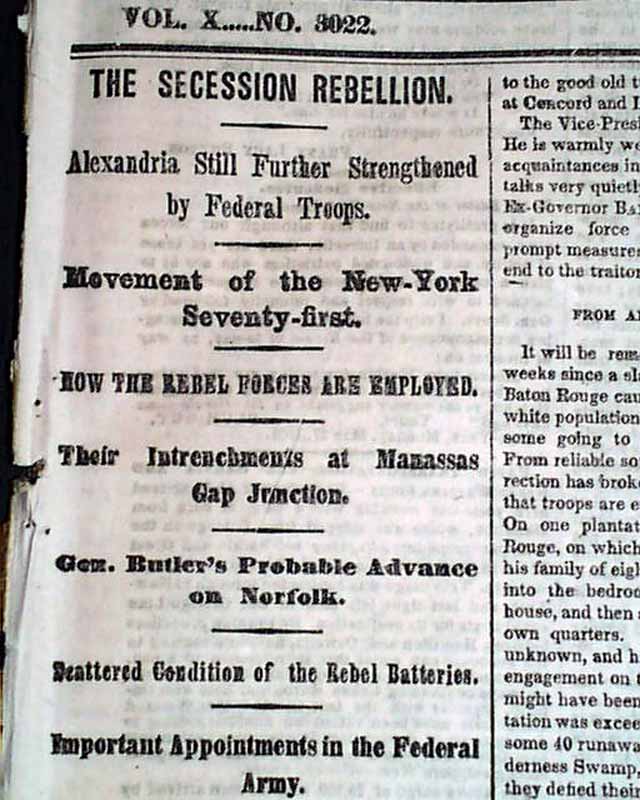 VOL. X.....NO. 3022.
THE SECESSION REBELLION.
Alexandria Still Further Strengthened
by Federal Troops.
Movement of the New-York
Seventy-first.
HOW THE REBEL FORCES ARE EMPLOYED.
Their Intrenchments at Manassas
Gap Junction.
Gen. Butler's Probable Advance
on Norfolk.
Scattered Condition of the Rebel Batteries.
Important Appointments in the Federal
Army.
to the good old
at Concord and
The Vice-Presi
He is warmly we
acquaintances in
talks very quietl
Ex-Governor BA
organize force
prompt measures
end to the traitor
FROM A
It will be rem
weeks since a sl
Baton Rouge cau
white population
some going to
From reliable so
rection has brok
that troops are e
On one plantat
Rouge, on which
his family of eigh
into the bedroo
house, and then
own quarters.
unknown, and h
engagement on t
might have been
tation was excee
some 40 runawa
derness Swamp,
they defied their